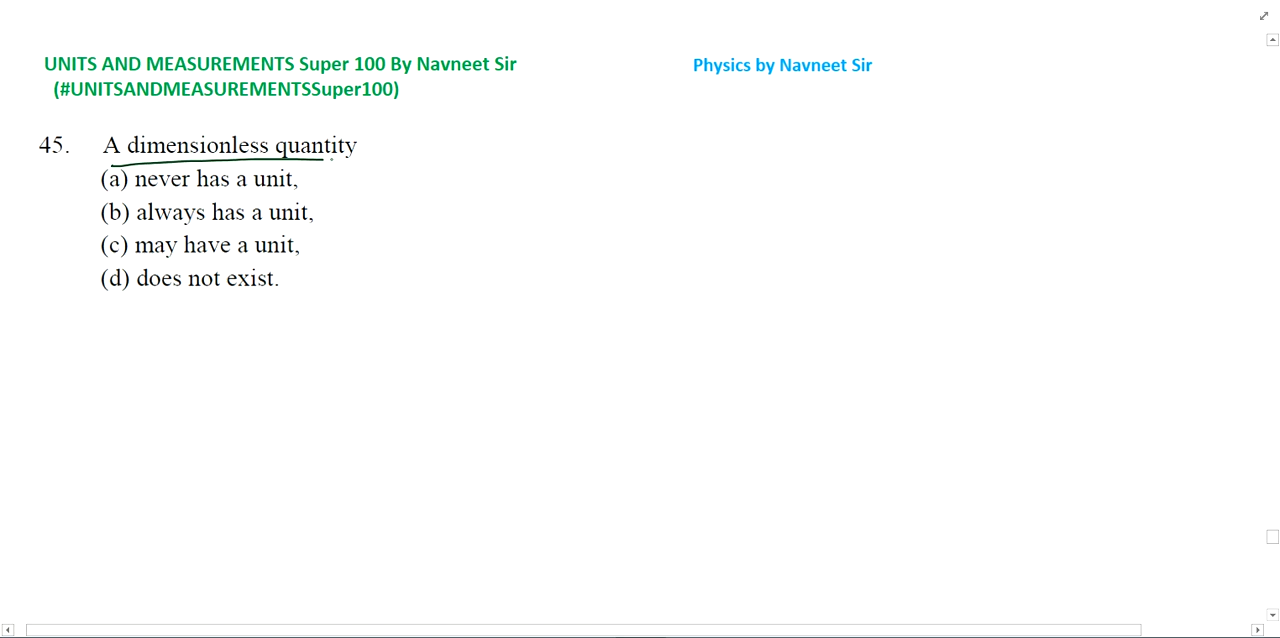 UNITS AND MEASUREMENTS Super 100 By Navneet Sir
Physics by Navneet Sir
(#UNITSANDMEASUREMENTSSuper100)
45. A dimensionless quantity
(a) never has a unit,
(b) always has a unit,
(c) may have a unit,
(d) does not exist.